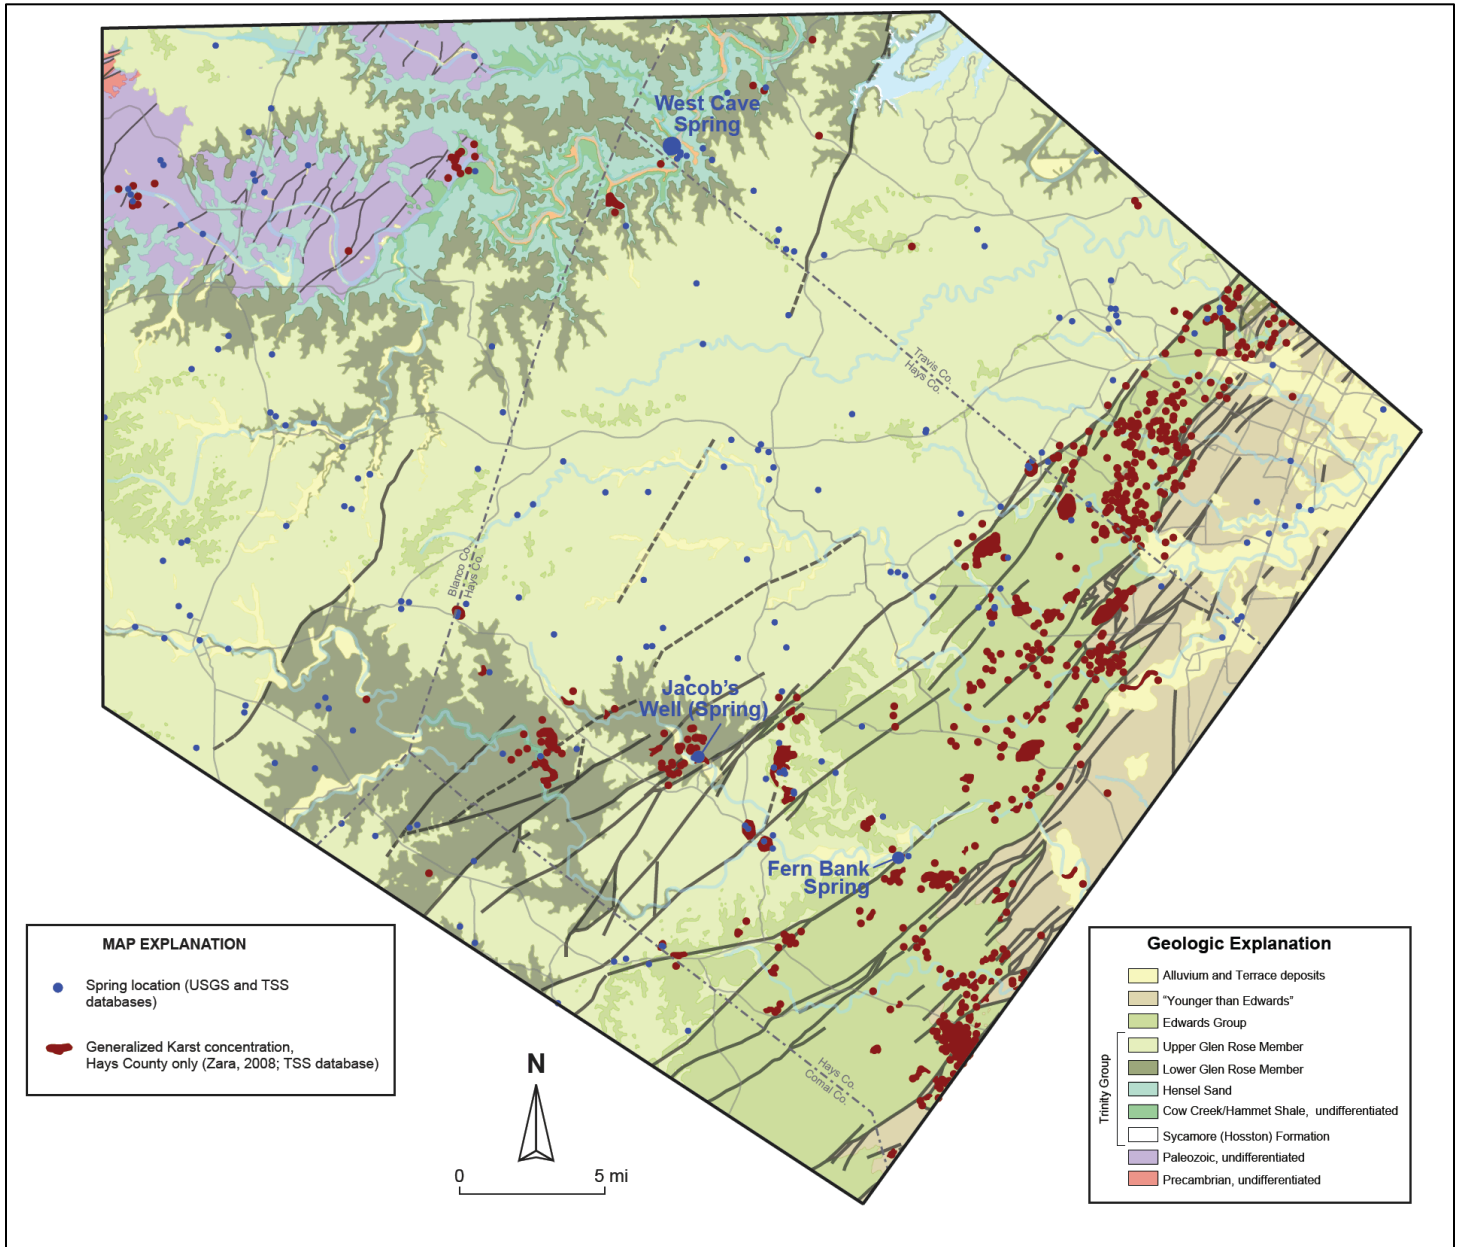 West Cave
Spring
Travis Co.
Hays Co.
Blanco Co.
Hays Co.
Jacob's
Well (Spring)
Fern Bank
Spring
Hays Co.
Comal Co.
MAP EXPLANATION
Spring location (USGS and TSS
databases)
Generalized Karst concentration,
Hays County only (Zara, 2008; TSS database)
N
0 5 mi
Geologic Explanation
Alluvium and Terrace deposits
“Younger than Edwards”
Edwards Group
Trinity Group
Upper Glen Rose Member
Lower Glen Rose Member
Hensel Sand
Cow Creek/Hammet Shale, undifferentiated
Sycamore (Hosston) Formation
Paleozoic, undifferentiated
Precambrian, undifferentiated